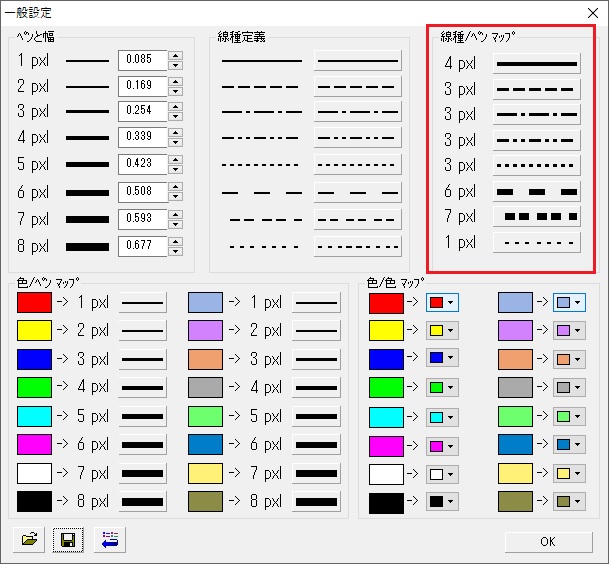 一般設定
ﾍﾟﾝと幅
1 pxl 0.085
2 pxl 0.169
3 pxl 0.254
4 pxl 0.339
5 pxl 0.423
6 pxl 0.508
7 pxl 0.593
8 pxl 0.677
線種定義
線種/ﾍﾟﾝ ﾏｯﾌﾟ
4 pxl
3 pxl
3 pxl
3 pxl
3 pxl
6 pxl
7 pxl
1 pxl
色/ﾍﾟﾝ ﾏｯﾌﾟ
-> 1 pxl -> 1 pxl
-> 2 pxl -> 2 pxl
-> 3 pxl -> 3 pxl
-> 4 pxl -> 4 pxl
-> 5 pxl -> 5 pxl
-> 6 pxl -> 6 pxl
-> 7 pxl -> 7 pxl
-> 8 pxl -> 8 pxl
色/色 ﾏｯﾌﾟ
-> ->
-> ->
-> ->
-> ->
-> ->
-> ->
-> ->
-> ->
OK